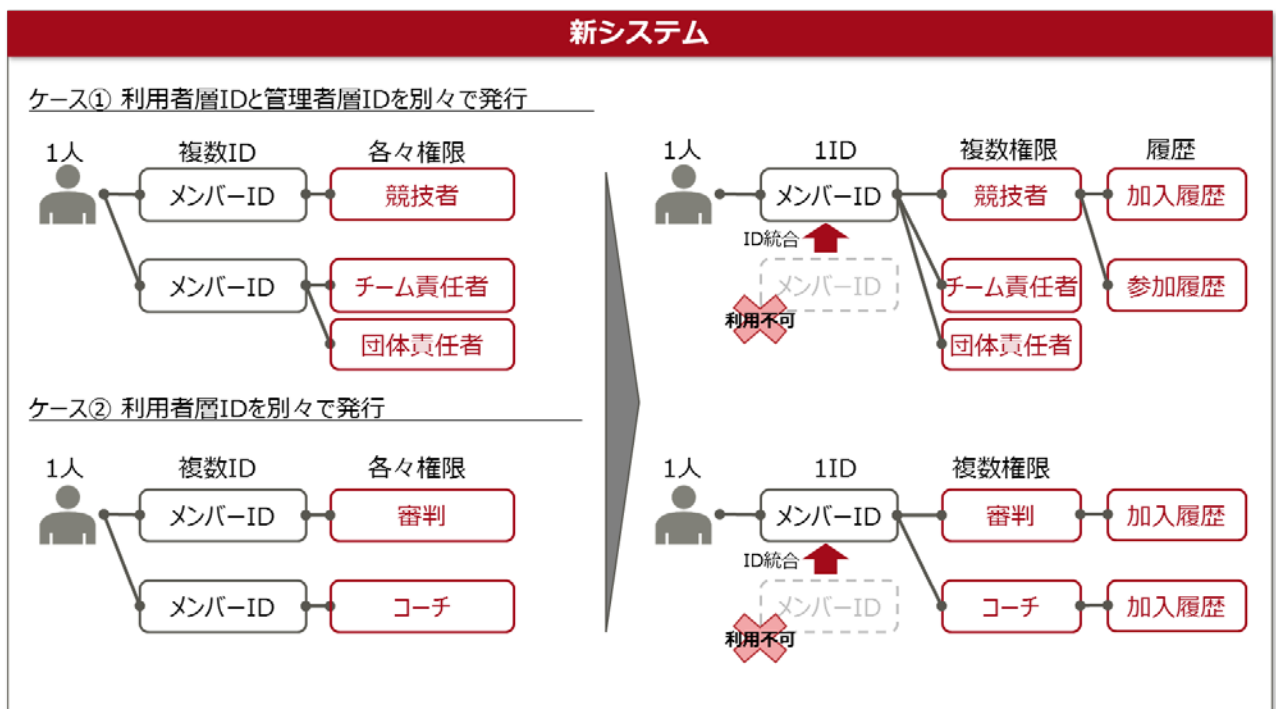 新システム
ケース① 利用者層IDと管理者層IDを別々で発行
1人 複数ID 各々権限
メンバーID 競技者
メンバーID チーム責任者
団体責任者
1人 1ID 複数権限 履歴
メンバーID 競技者 加入履歴
ID統合
メンバーID チーム責任者 参加履歴
利用不可
団体責任者
ケース② 利用者層IDを別々で発行
1人 複数ID 各々権限
メンバーID 審判
メンバーID コーチ
1人 1ID 複数権限
メンバーID 審判 加入履歴
ID統合
メンバーID コーチ 加入履歴
利用不可